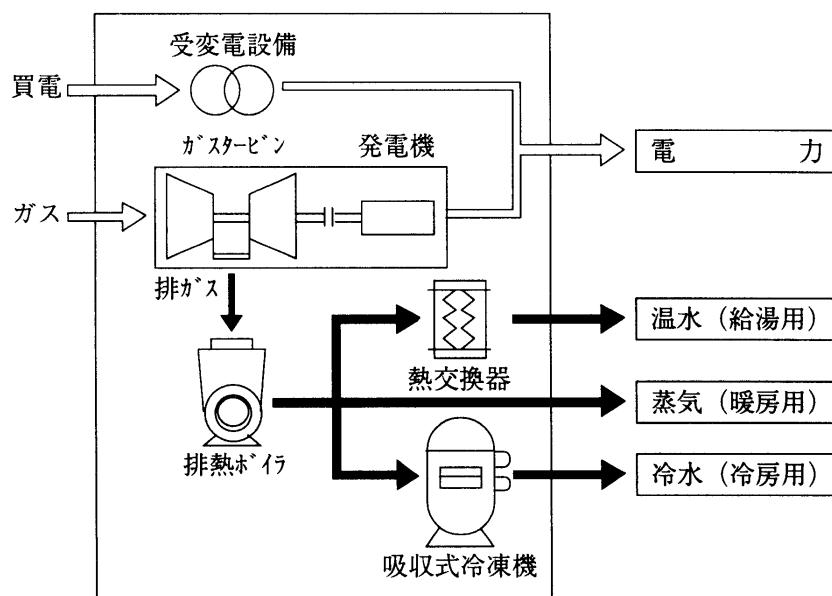 受変電設備
買電
ｶﾞｽﾀｰﾋﾞﾝ
発電機
電　　　力
ガス
排ｶﾞｽ
温水（給湯用）
熱交換器
蒸気（暖房用）
排熱ﾎﾞｲﾗ
冷水（冷房用）
吸収式冷凍機